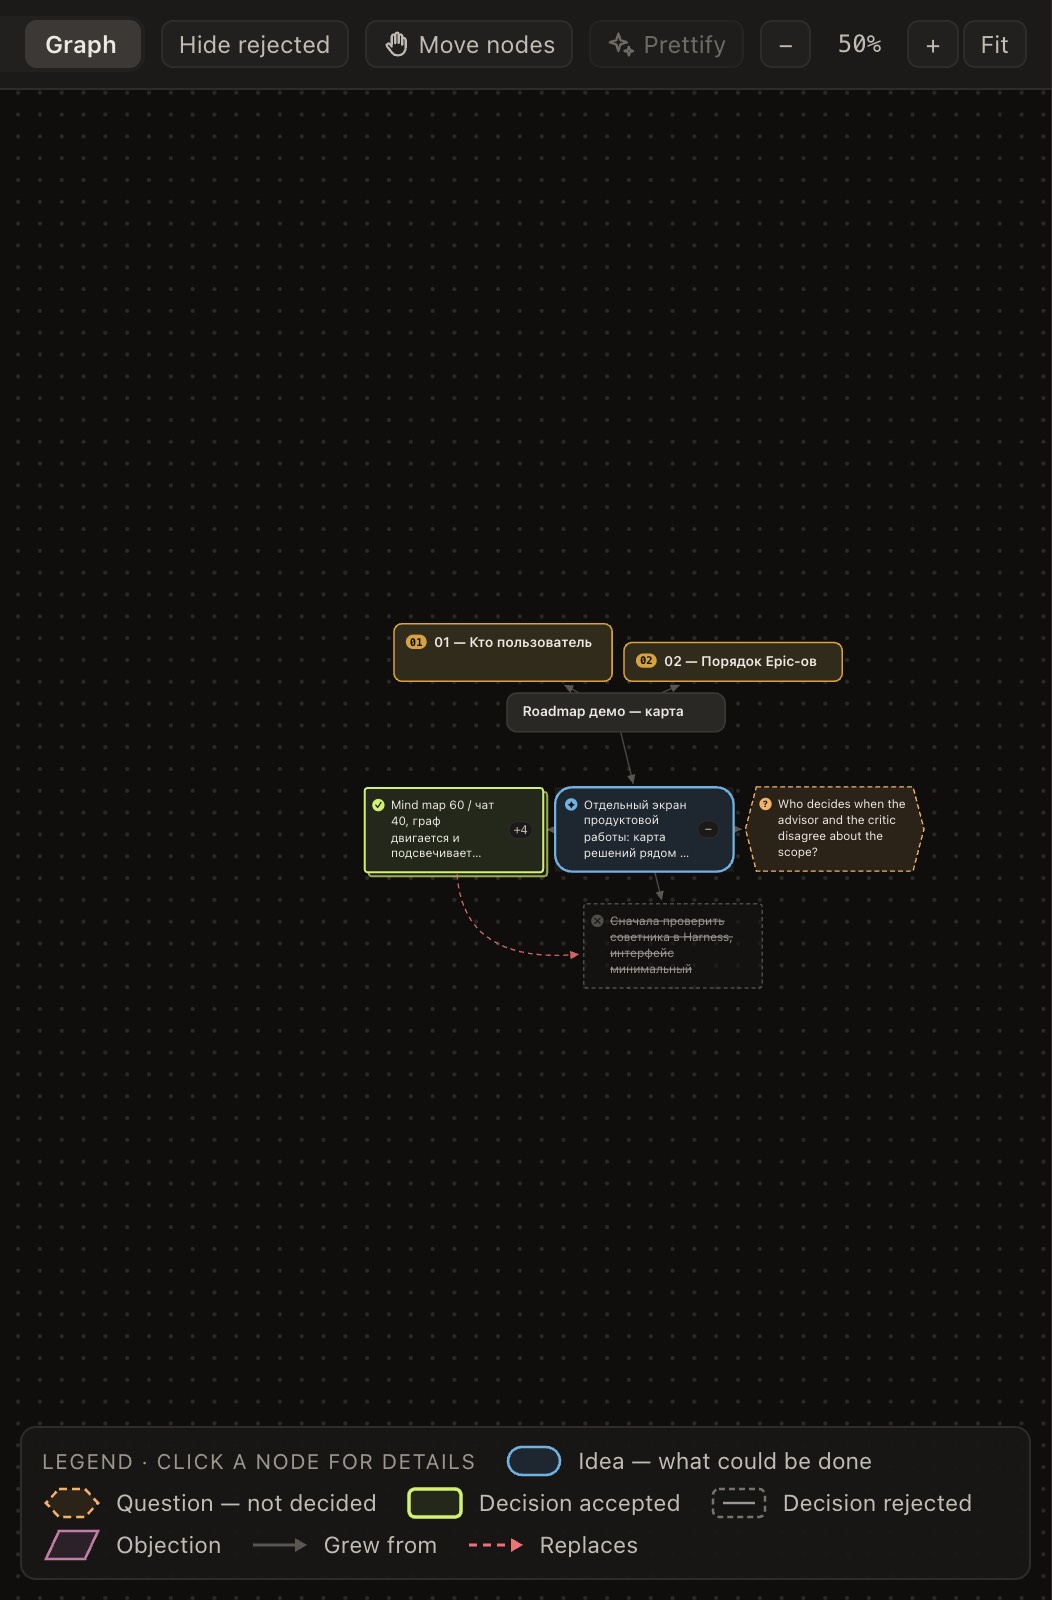 Graph
Hide rejected
Move nodes
Prettify
−
50%
+
Fit
01
01 — Кто пользователь
02
02 — Порядок Epic-ов
Roadmap демо — карта
Mind map 60 / чат
40, граф
двигается и
подсвечивает...
+4
Отдельный экран
продуктовой
работы: карта
решений рядом ...
−
?
Who decides when the
advisor and the critic
disagree about the
scope?
Сначала проверить
советника в Harness,
интерфейс
минимальный
LEGEND · CLICK A NODE FOR DETAILS
Idea — what could be done
Question — not decided
Decision accepted
Decision rejected
Objection
Grew from
Replaces